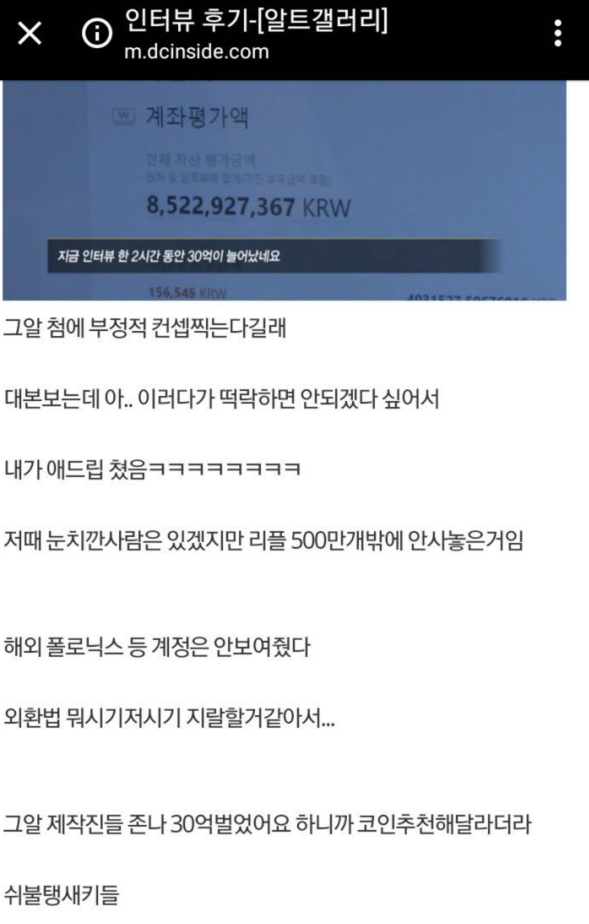 인터뷰 후기-[알트갤러리]
m.dcinside.com
계좌평가액
전체 자산 평가금액
8,522,927,367 KRW
지금 인터뷰 한 2시간 동안 30억이 늘어났네요
156,545 KRW
그알 첨에 부정적 컨셉찍는다길래
대본보는데 아.. 이러다가 떡락하면 안되겠다 싶어서
내가 애드립 쳤음ㅋㅋㅋㅋㅋㅋㅋㅋ
저때 눈치깐사람은 있겠지만 리플 500만개밖에 안사놓은거임
해외 폴로닉스 등 계정은 안보여줬다
외환법 뭐시기저시기 지랄할거같아서...
그알 제작진들 존나 30억벌었어요 하니까 코인추천해달라더라
쉬불탱새키들